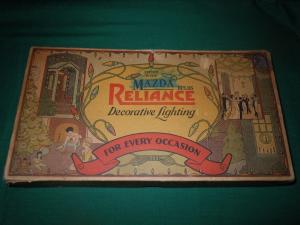 MAZDA
RELIANCE
Decorative Lighting
FOR EVERY OCCASION